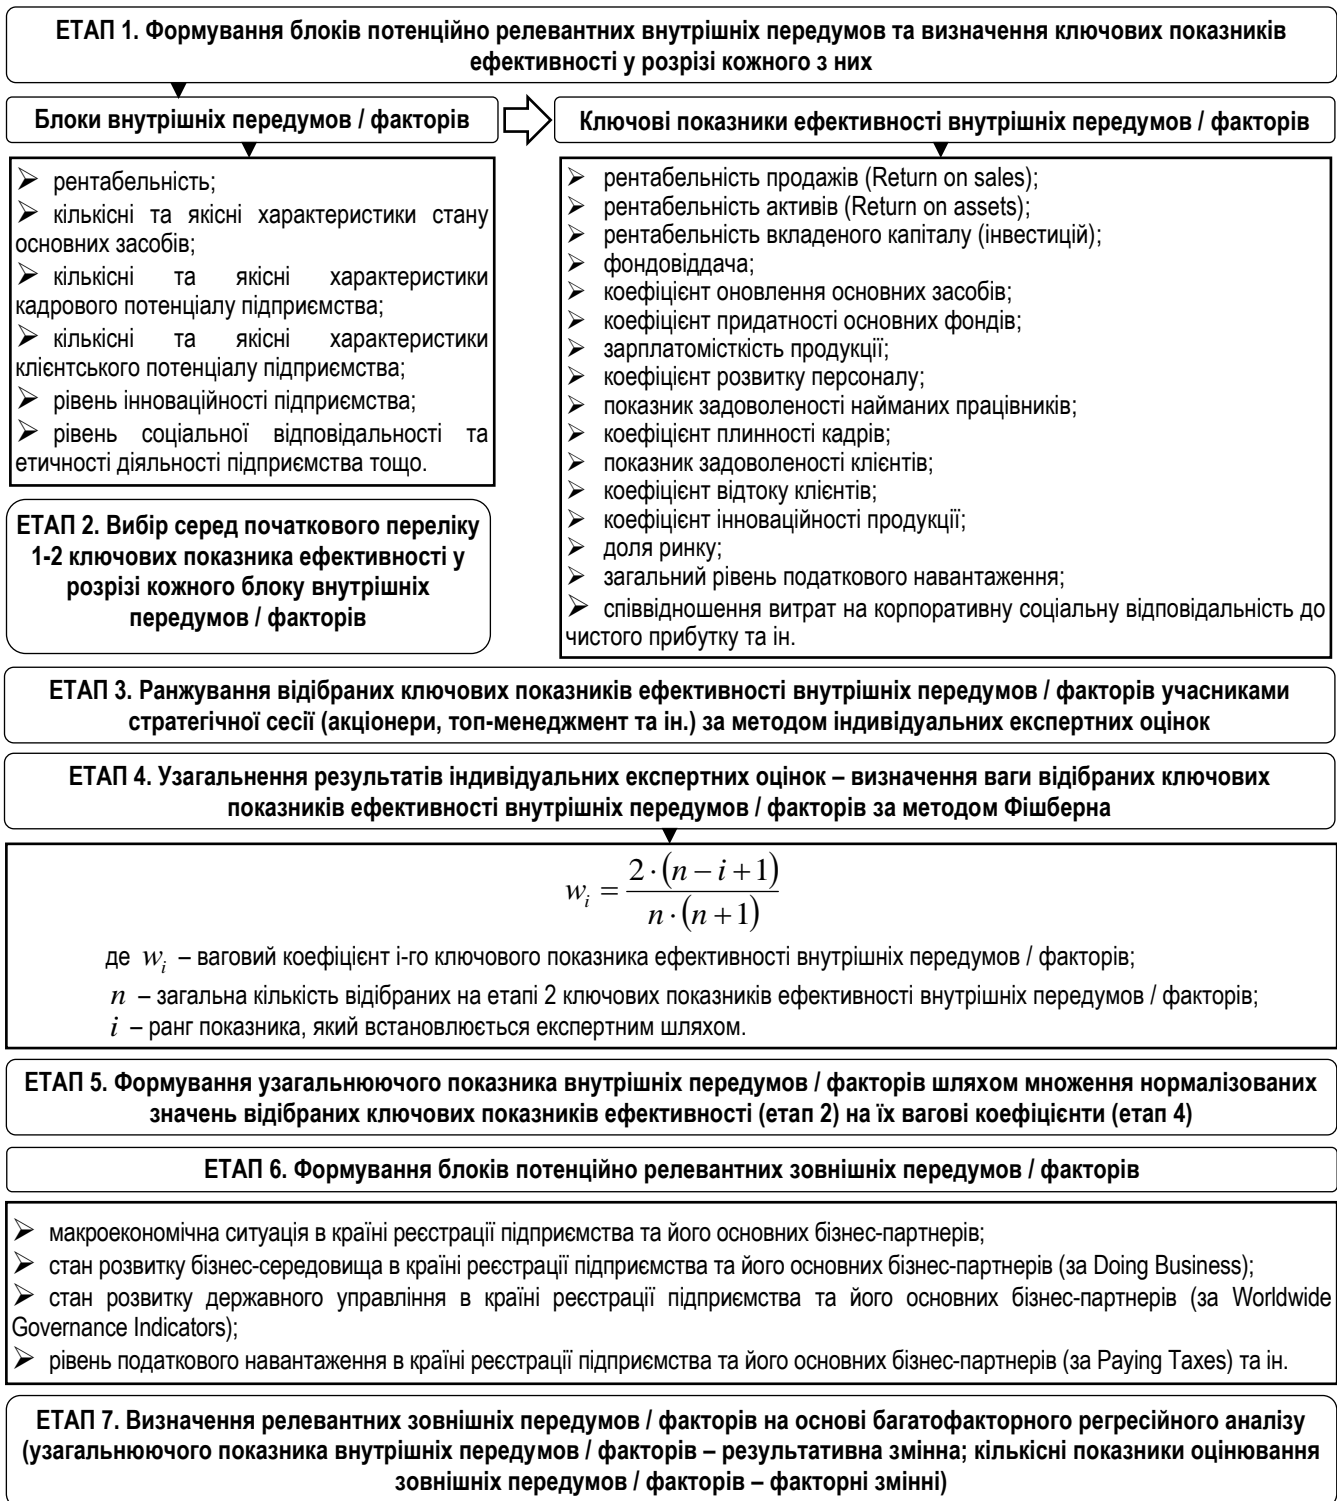 ЕТАП 1. Формування блоків потенційно релевантних внутрішніх передумов та визначення ключових показників
ефективності у розрізі кожного з них
Блоки внутрішніх передумов / факторів
Ключові показники ефективності внутрішніх передумов / факторів
➢ рентабельність;
➢ кількісні та якісні характеристики стану
основних засобів;
➢ кількісні та якісні характеристики
кадрового потенціалу підприємства;
➢ кількісні та якісні характеристики
клієнтського потенціалу підприємства;
➢ рівень інноваційності підприємства;
➢ рівень соціальної відповідальності та
етичності діяльності підприємства тощо.
➢ рентабельність продажів (Return on sales);
➢ рентабельність активів (Return on assets);
➢ рентабельність вкладеного капіталу (інвестицій);
➢ фондовіддача;
➢ коефіцієнт оновлення основних засобів;
➢ коефіцієнт придатності основних фондів;
➢ зарплатомісткість продукції;
➢ коефіцієнт розвитку персоналу;
➢ показник задоволеності найманих працівників;
➢ коефіцієнт плинності кадрів;
➢ показник задоволеності клієнтів;
➢ коефіцієнт відтоку клієнтів;
➢ коефіцієнт інноваційності продукції;
➢ доля ринку;
➢ загальний рівень податкового навантаження;
➢ співвідношення витрат на корпоративну соціальну відповідальність до
чистого прибутку та ін.
ЕТАП 2. Вибір серед початкового переліку
1-2 ключових показника ефективності у
розрізі кожного блоку внутрішніх
передумов / факторів
ЕТАП 3. Ранжування відібраних ключових показників ефективності внутрішніх передумов / факторів учасниками
стратегічної сесії (акціонери, топ-менеджмент та ін.) за методом індивідуальних експертних оцінок
ЕТАП 4. Узагальнення результатів індивідуальних експертних оцінок – визначення ваги відібраних ключових
показників ефективності внутрішніх передумов / факторів за методом Фішберна
w_i = 2·(n − i + 1) / n·(n + 1)
де w_i – ваговий коефіцієнт і-го ключового показника ефективності внутрішніх передумов / факторів;
n – загальна кількість відібраних на етапі 2 ключових показників ефективності внутрішніх передумов / факторів;
i – ранг показника, який встановлюється експертним шляхом.
ЕТАП 5. Формування узагальнюючого показника внутрішніх передумов / факторів шляхом множення нормалізованих
значень відібраних ключових показників ефективності (етап 2) на їх вагові коефіцієнти (етап 4)
ЕТАП 6. Формування блоків потенційно релевантних зовнішніх передумов / факторів
➢ макроекономічна ситуація в країні реєстрації підприємства та його основних бізнес-партнерів;
➢ стан розвитку бізнес-середовища в країні реєстрації підприємства та його основних бізнес-партнерів (за Doing Business);
➢ стан розвитку державного управління в країні реєстрації підприємства та його основних бізнес-партнерів (за Worldwide
Governance Indicators);
➢ рівень податкового навантаження в країні реєстрації підприємства та його основних бізнес-партнерів (за Paying Taxes) та ін.
ЕТАП 7. Визначення релевантних зовнішніх передумов / факторів на основі багатофакторного регресійного аналізу
(узагальнюючого показника внутрішніх передумов / факторів – результативна змінна; кількісні показники оцінювання
зовнішніх передумов / факторів – факторні змінні)